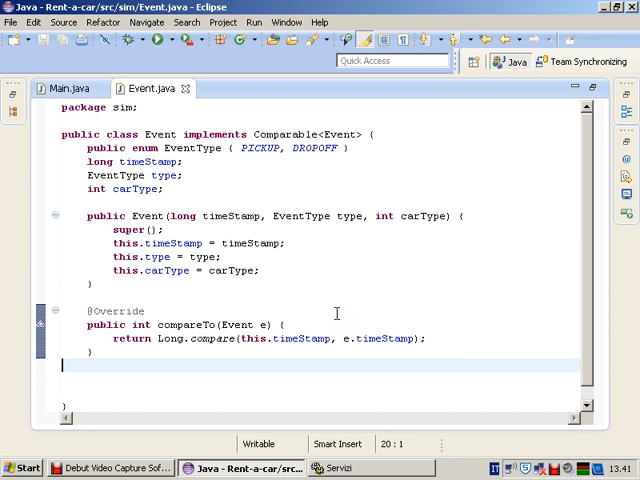 Java - Rent-a-car/src/sim/Event.java - Eclipse
File Edit Source Refactor Navigate Search Project Run Window Help
Quick Access
Java
Team Synchronizing
Main.java
Event.java
package sim;
public class Event implements Comparable<Event> {
public enum EventType { PICKUP, DROPOFF }
long timeStamp;
EventType type;
int carType;
public Event(long timeStamp, EventType type, int carType) {
super();
this.timeStamp = timeStamp;
this.type = type;
this.carType = carType;
}
@Override
public int compareTo(Event e) {
return Long.compare(this.timeStamp, e.timeStamp);
}
}
Writable Smart Insert 20 : 1
Start Debut Video Capture Sof... Java - Rent-a-car/src... Servizi IT 13.41